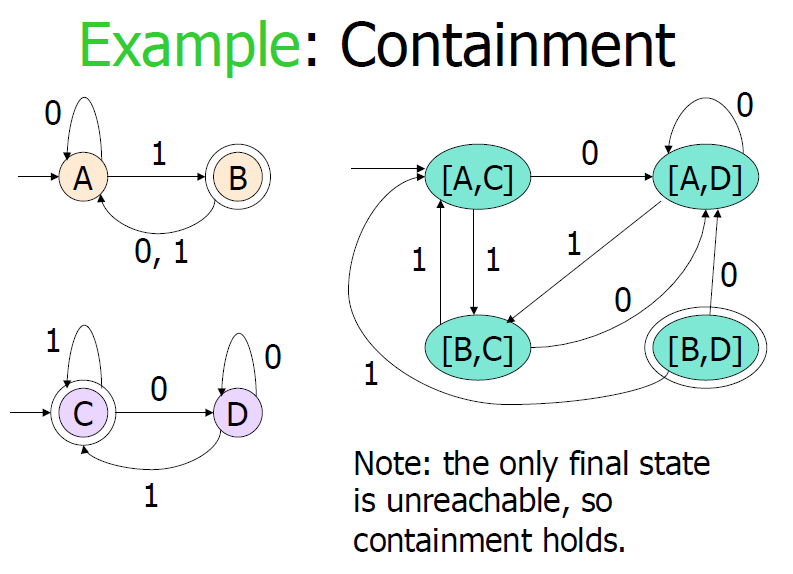 Example: Containment
0
A
1
B
0, 1
1
C
0
D
0
1
[A,C]
0
[A,D]
0
1
1
1
[B,C]
0
0
[B,D]
1
Note: the only final state
is unreachable, so
containment holds.